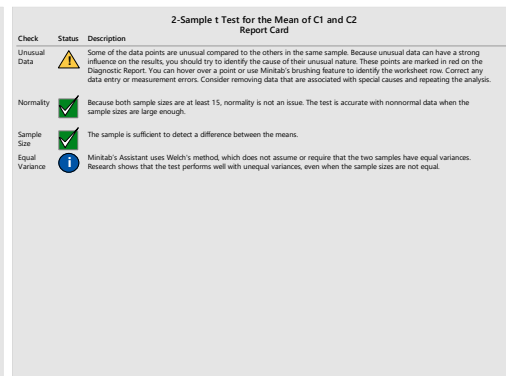 2-Sample t Test for the Mean of C1 and C2
Report Card
Check Status Description
Unusual Data
Some of the data points are unusual compared to the others in the same sample. Because unusual data can have a strong
influence on the results, you should try to identify the cause of their unusual nature. These points are marked in red on the
Diagnostic Report. You can hover over a point or use Minitab's brushing feature to identify the worksheet row. Correct any
data entry or measurement errors. Consider removing data that are associated with special causes and repeating the analysis.
Normality
Because both sample sizes are at least 15, normality is not an issue. The test is accurate with nonnormal data when the
sample sizes are large enough.
Sample
Size
The sample is sufficient to detect a difference between the means.
Equal
Variance
i
Minitab's Assistant uses Welch's method, which does not assume or require that the two samples have equal variances.
Research shows that the test performs well with unequal variances, even when the sample sizes are not equal.